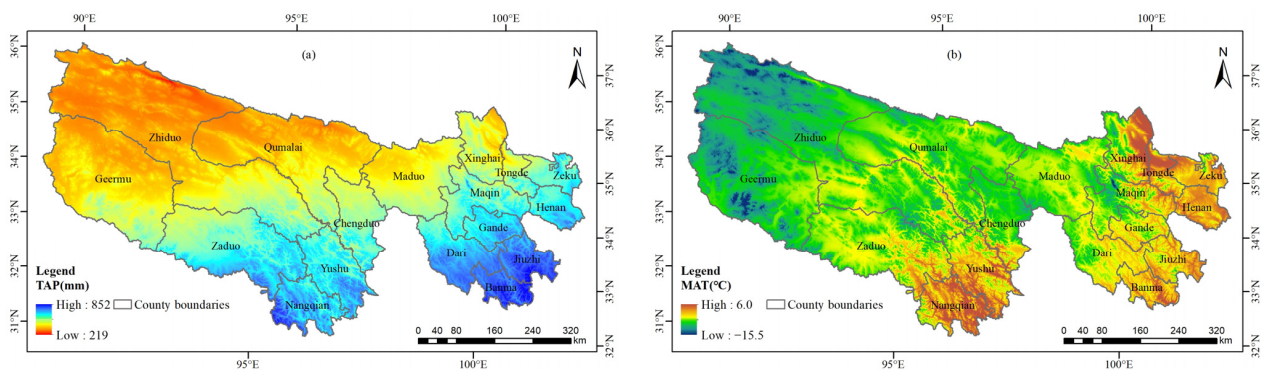 90°E
95°E
100°E
36°N
35°N
34°N
33°N
32°N
31°N
37°N
36°N
35°N
34°N
33°N
32°N
95°E
100°E
(a)
N
Zhiduo
Qumalai
Geermu
Maduo
Xinghai
Tongde
Zeku
Maqin
Henan
Chengduo
Gande
Zaduo
Dari
Jiuzhi
Yushu
Banma
Nangqian
Legend
TAP(mm)
High : 852
County boundaries
Low : 219
0 40 80 160 240 320
km
90°E
95°E
100°E
36°N
35°N
34°N
33°N
32°N
31°N
37°N
36°N
35°N
34°N
33°N
32°N
95°E
100°E
(b)
N
Zhiduo
Qumalai
Geermu
Maduo
Xinghai
Tongde
Zeku
Maqin
Henan
Chengduo
Gande
Zaduo
Dari
Jiuzhi
Yushu
Banma
Nangqian
Legend
MAT(℃)
High : 6.0
County boundaries
Low : −15.5
0 40 80 160 240 320
km